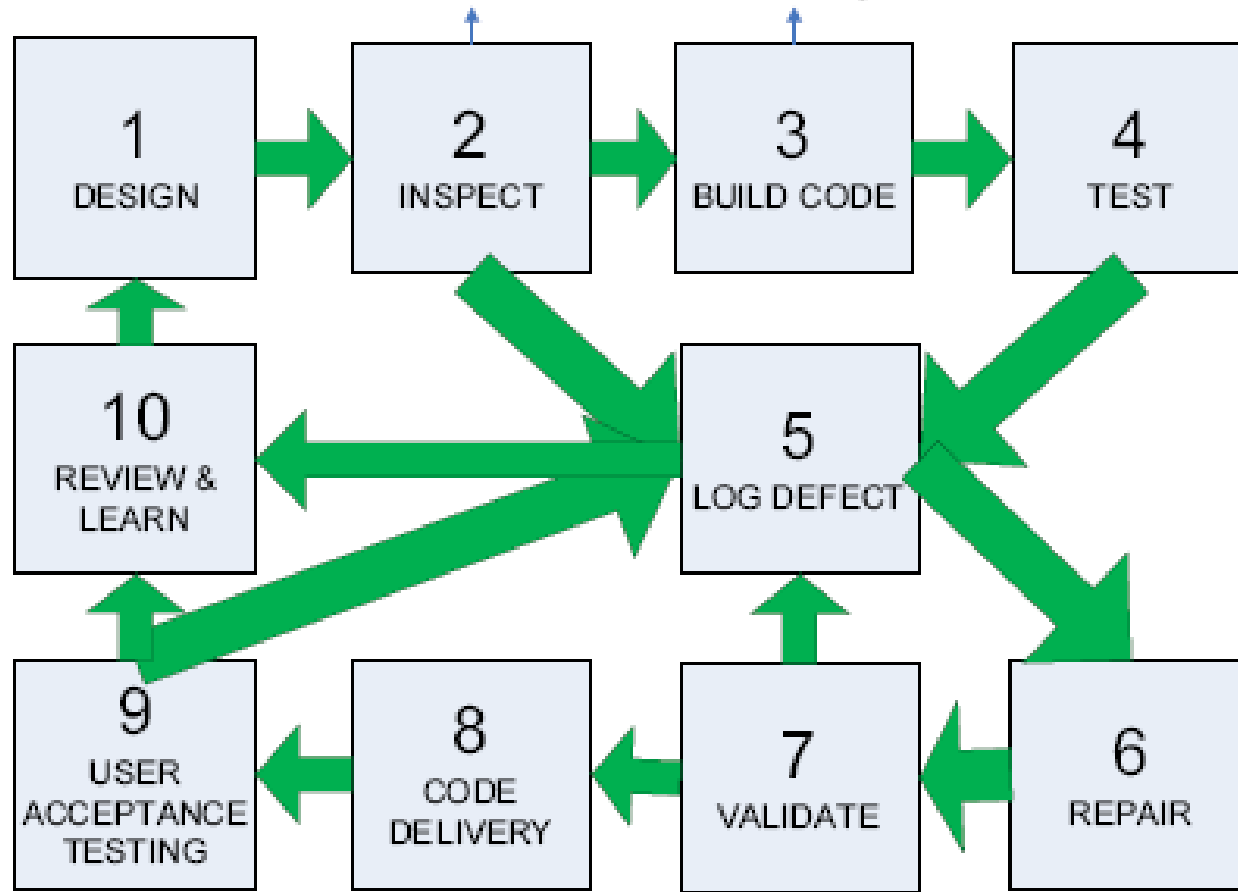 1
DESIGN
2
INSPECT
3
BUILD CODE
4
TEST
10
REVIEW &
LEARN
5
LOG DEFECT
9
USER
ACCEPTANCE
TESTING
8
CODE
DELIVERY
7
VALIDATE
6
REPAIR